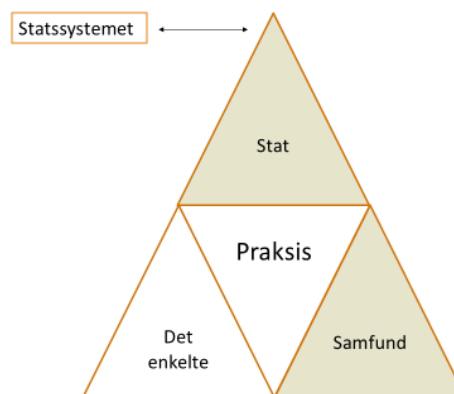 Statssystemet
Stat
Praksis
Det
enkelte
Samfund